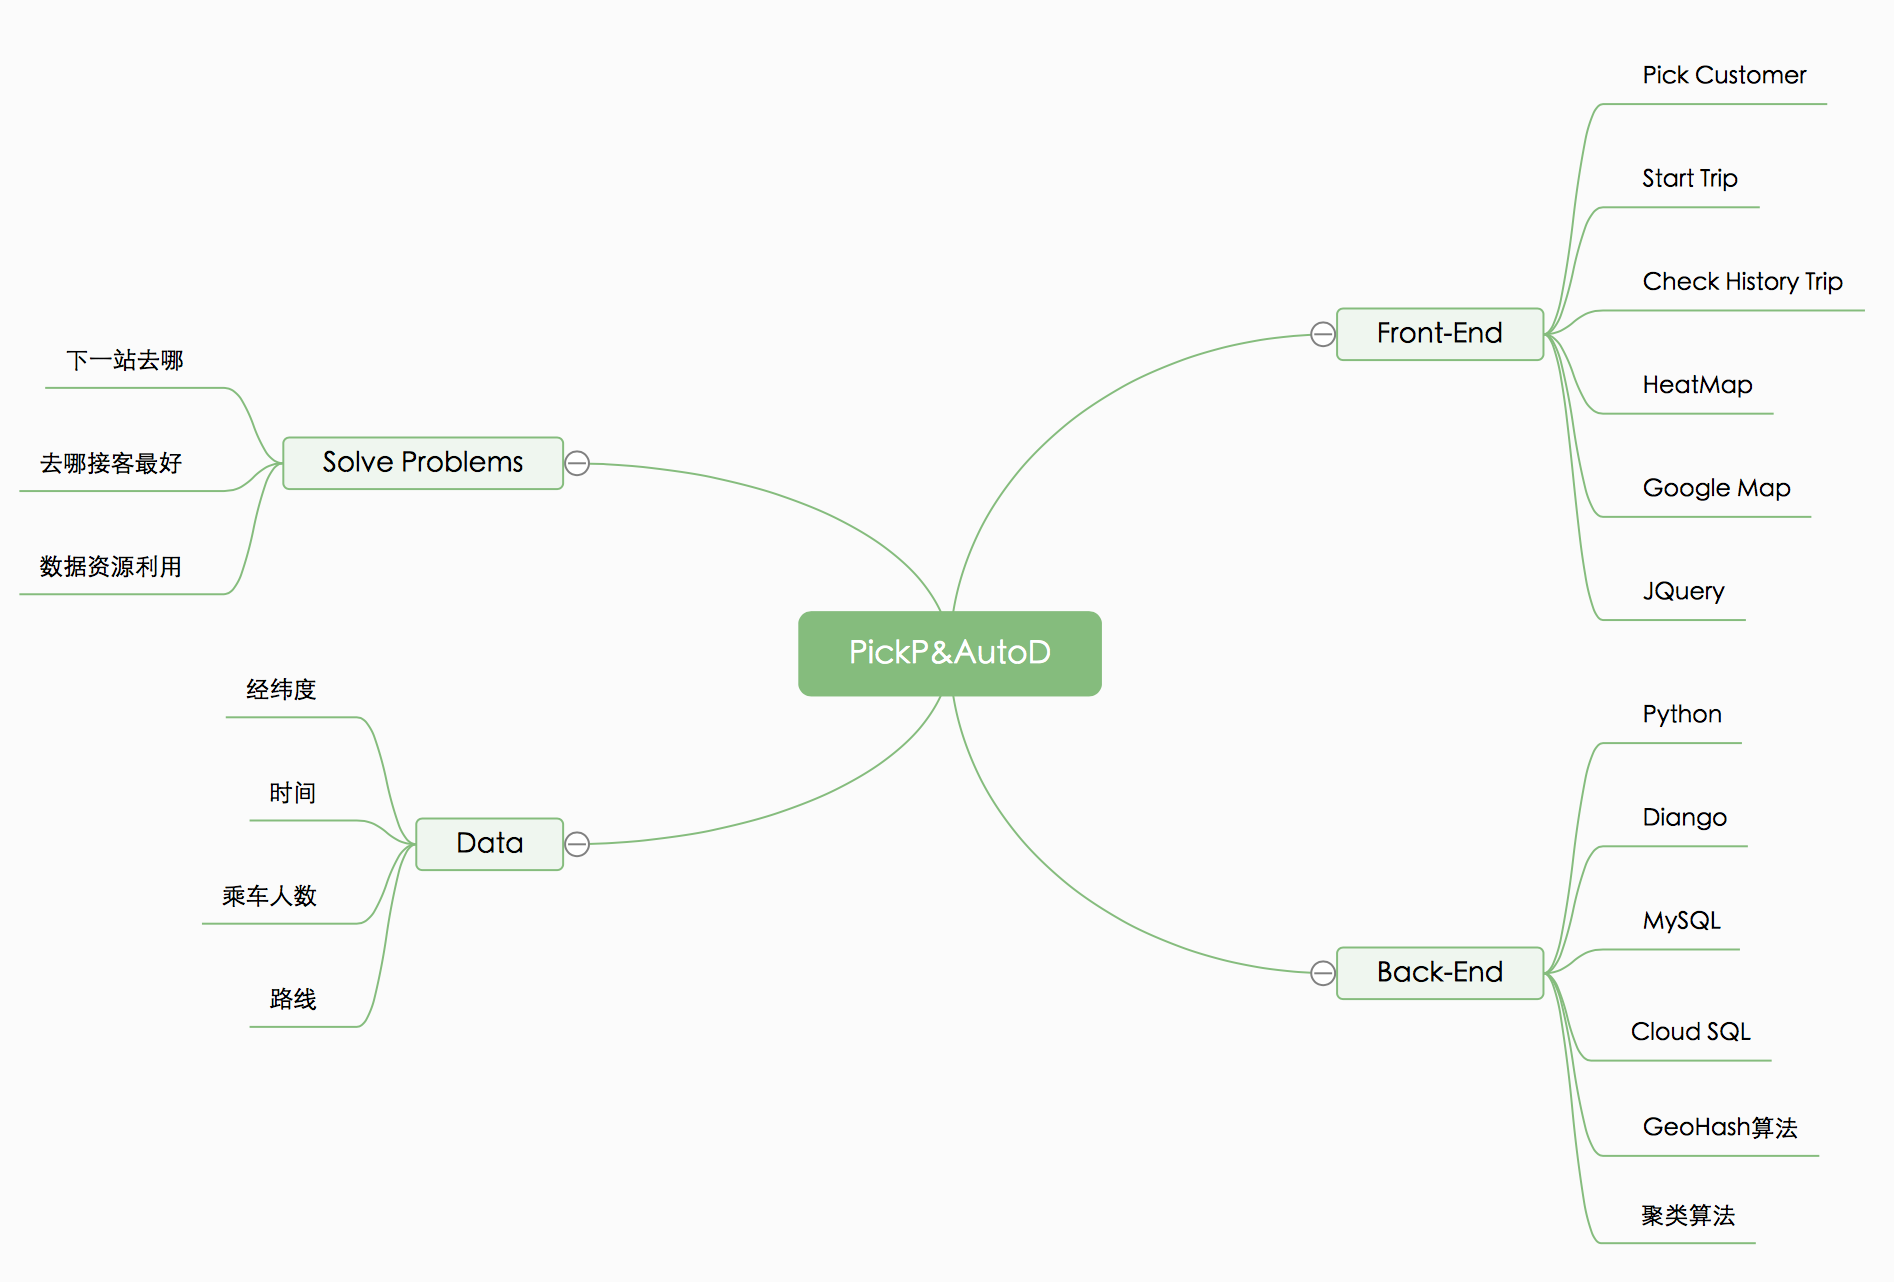 PickP&AutoD
Front-End
Pick Customer
Start Trip
Check History Trip
HeatMap
Google Map
JQuery
Back-End
Python
Diango
MySQL
Cloud SQL
GeoHash算法
聚类算法
Solve Problems
下一站去哪
去哪接客最好
数据资源利用
Data
经纬度
时间
乘车人数
路线